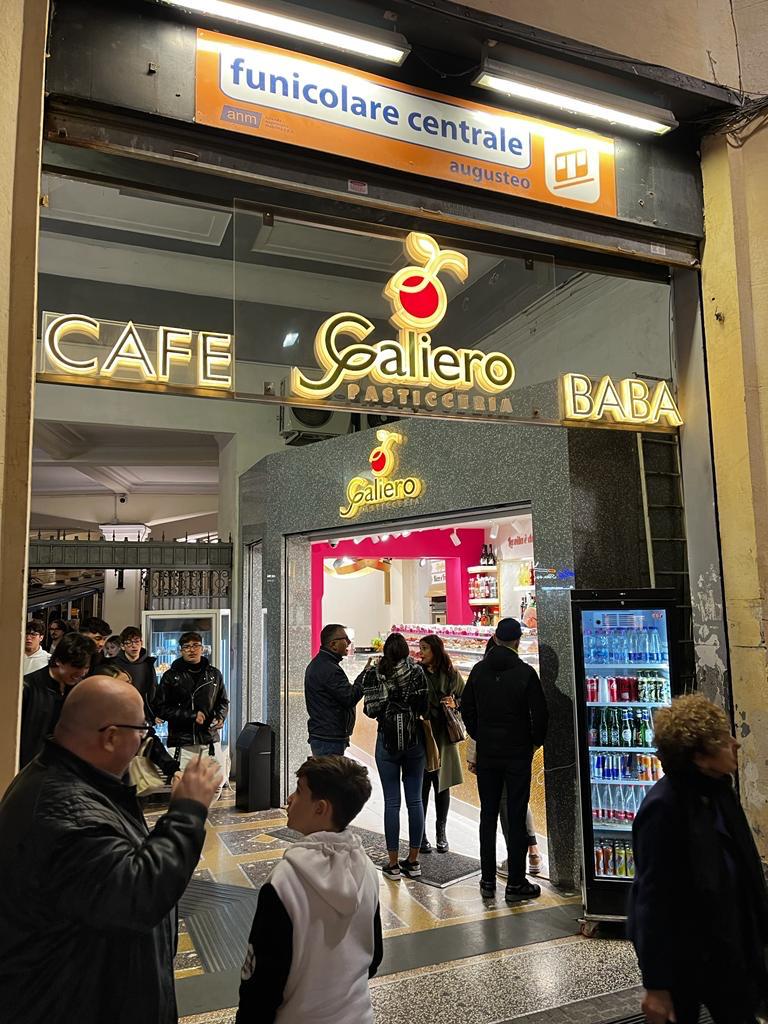 funicolare centrale
anm
augusteo
CAFE
Galiero
PASTICCERIA
BABA
Galiero
PASTICCERIA